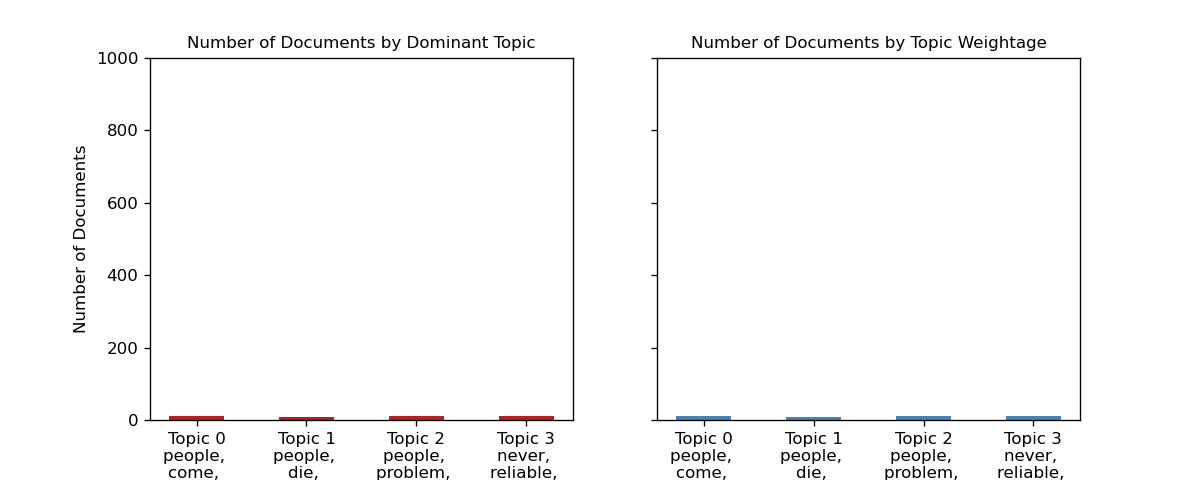 Number of Documents by Dominant Topic
Number of Documents
1000
800
600
400
200
0
Topic 0
people,
come,
Topic 1
people,
die,
Topic 2
people,
problem,
Topic 3
never,
reliable,
Number of Documents by Topic Weightage
Topic 0
people,
come,
Topic 1
people,
die,
Topic 2
people,
problem,
Topic 3
never,
reliable,